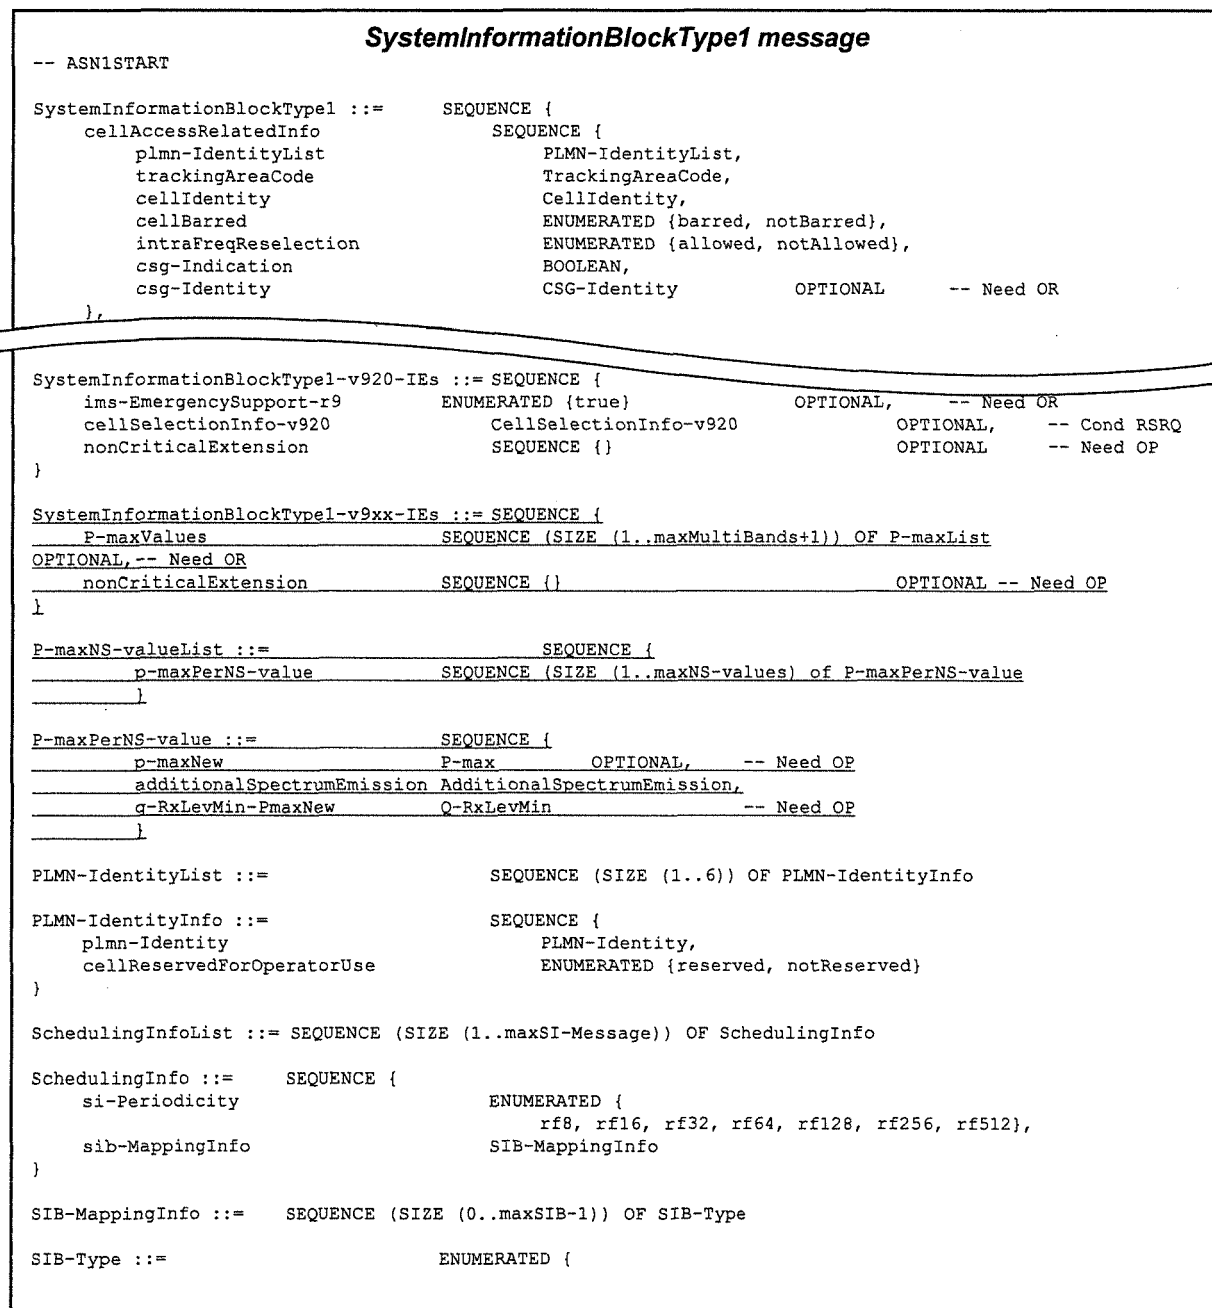 SystemInformationBlockType1 message
-- ASN1START
SystemInformationBlockType1 ::= SEQUENCE {
cellAccessRelatedInfo SEQUENCE {
plmn-IdentityList PLMN-IdentityList,
trackingAreaCode TrackingAreaCode,
cellIdentity CellIdentity,
cellBarred ENUMERATED {barred, notBarred},
intraFreqReselection ENUMERATED {allowed, notAllowed},
csg-Indication BOOLEAN,
csg-Identity CSG-Identity OPTIONAL -- Need OR
},
SystemInformationBlockType1-v920-IEs ::= SEQUENCE {
ims-EmergencySupport-r9 ENUMERATED {true} OPTIONAL, -- Need OR
cellSelectionInfo-v920 CellSelectionInfo-v920 OPTIONAL, -- Cond RSRQ
nonCriticalExtension SEQUENCE {} OPTIONAL -- Need OP
}
SystemInformationBlockType1-v9xx-IEs ::= SEQUENCE {
P-maxValues SEQUENCE (SIZE (1..maxMultiBands+1)) OF P-maxList
OPTIONAL,-- Need OR
nonCriticalExtension SEQUENCE {} OPTIONAL -- Need OP
}
P-maxNS-valueList ::= SEQUENCE {
p-maxPerNS-value SEQUENCE (SIZE (1..maxNS-values) of P-maxPerNS-value
}
P-maxPerNS-value ::= SEQUENCE {
p-maxNew P-max OPTIONAL, -- Need OP
additionalSpectrumEmission AdditionalSpectrumEmission,
q-RxLevMin-PmaxNew Q-RxLevMin -- Need OP
}
PLMN-IdentityList ::= SEQUENCE (SIZE (1..6)) OF PLMN-IdentityInfo
PLMN-IdentityInfo ::= SEQUENCE {
plmn-Identity PLMN-Identity,
cellReservedForOperatorUse ENUMERATED {reserved, notReserved}
}
SchedulingInfoList ::= SEQUENCE (SIZE (1..maxSI-Message)) OF SchedulingInfo
SchedulingInfo ::= SEQUENCE {
si-Periodicity ENUMERATED {
rf8, rf16, rf32, rf64, rf128, rf256, rf512},
sib-MappingInfo SIB-MappingInfo
}
SIB-MappingInfo ::= SEQUENCE (SIZE (0..maxSIB-1)) OF SIB-Type
SIB-Type ::= ENUMERATED {